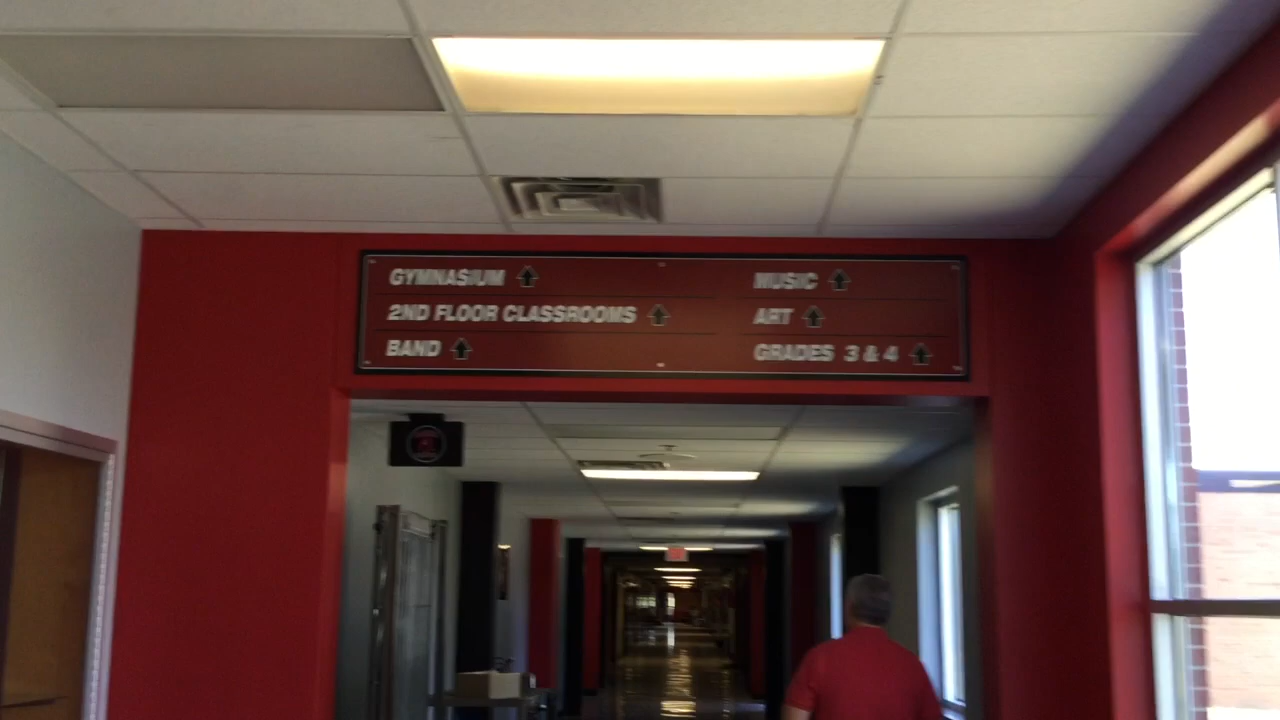 GYMNASIUM ⬆
2ND FLOOR CLASSROOMS ⬆
BAND ⬆
MUSIC ⬆
ART ⬆
GRADES 3 & 4 ⬆